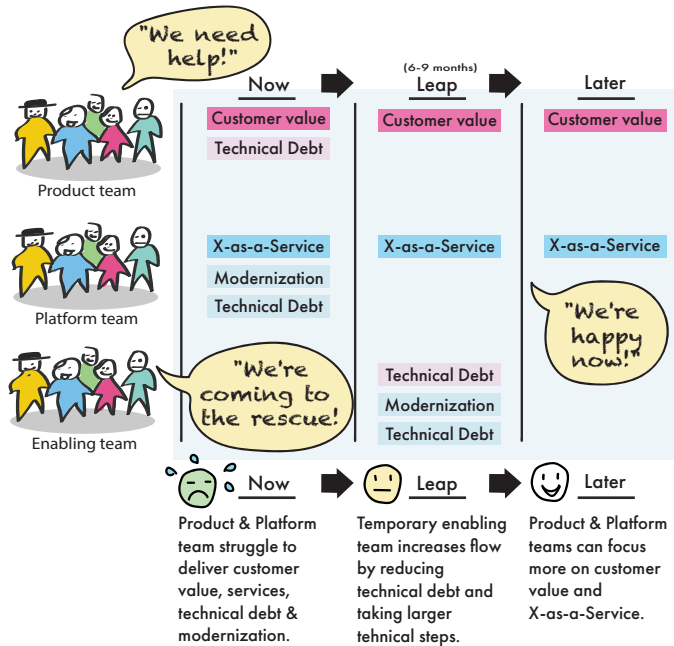 "We need
help!"
Now
(6-9 months)
Leap
Later
Customer value
Customer value
Customer value
Technical Debt
Product team
X-as-a-Service
X-as-a-Service
X-as-a-Service
Modernization
Technical Debt
Platform team
"We're
happy
now!"
"We're
coming to
the rescue!
Technical Debt
Modernization
Technical Debt
Enabling team
Now
Leap
Later
Product & Platform
team struggle to
deliver customer
value, services,
technical debt &
modernization.
Temporary enabling
team increases flow
by reducing
technical debt and
taking larger
tehnical steps.
Product & Platform
teams can focus
more on customer
value and
X-as-a-Service.